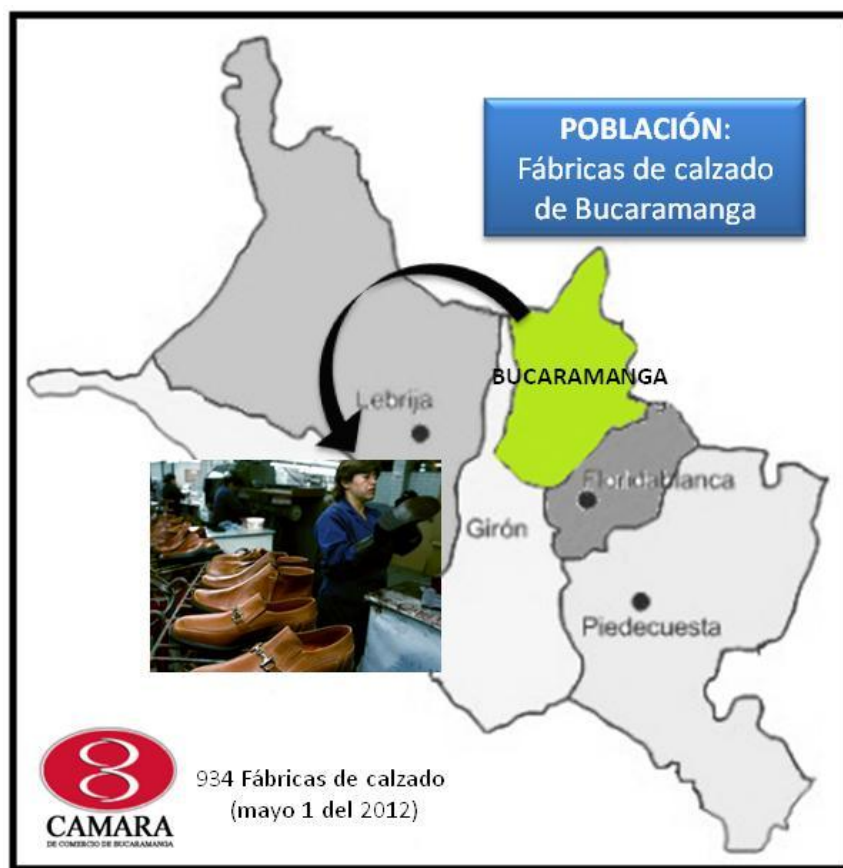 POBLACIÓN:
Fábricas de calzado
de Bucaramanga
BUCARAMANGA
Lebrija
Floridablanca
Girón
Piedecuesta
934 Fábricas de calzado
(mayo 1 del 2012)
CAMARA
DE COMERCIO DE BUCARAMANGA